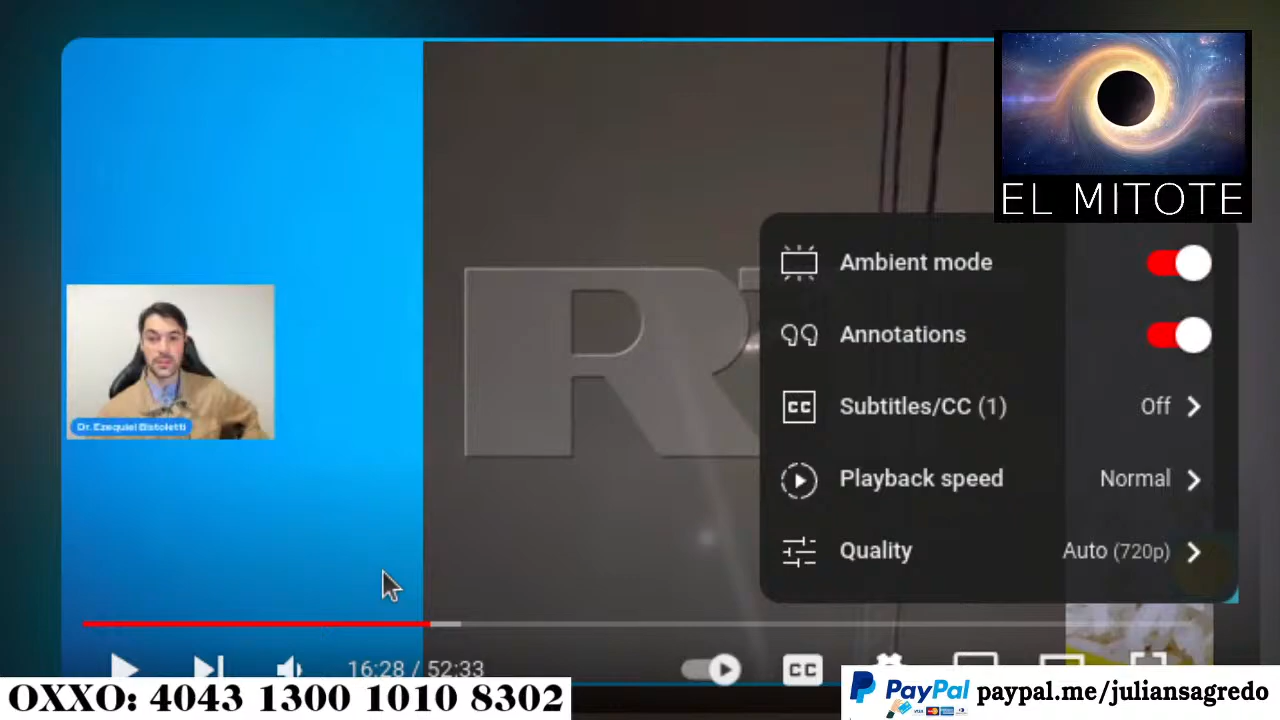 EL MITOTE
R
Ambient mode
Annotations
Subtitles/CC (1) Off
Playback speed Normal
Quality Auto (720p)
Dr. Ezequiel Bistoletti
16:28 / 52:33
CC
OXXO: 4043 1300 1010 8302
PayPal paypal.me/juliansagredo